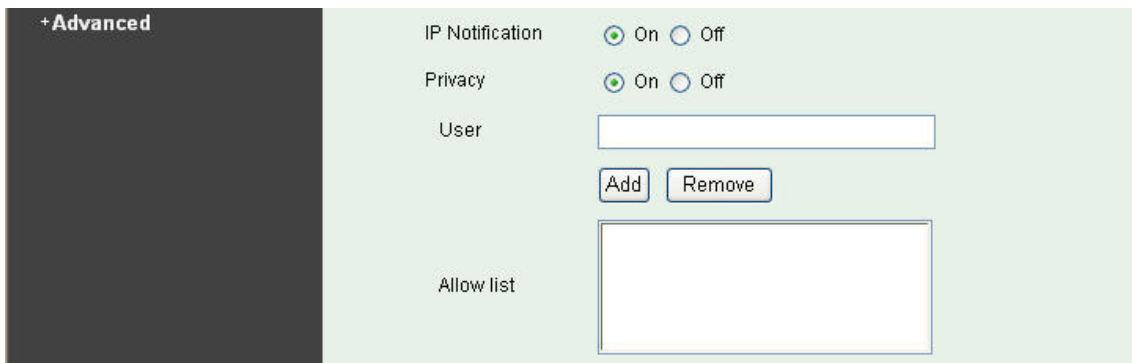 +Advanced
IP Notification On Off
Privacy On Off
User
Add Remove
Allow list